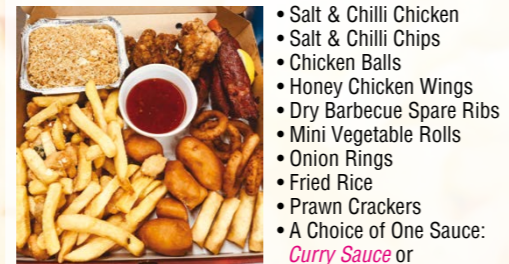 • Salt & Chilli Chicken
• Salt & Chilli Chips
• Chicken Balls
• Honey Chicken Wings
• Dry Barbecue Spare Ribs
• Mini Vegetable Rolls
• Onion Rings
• Fried Rice
• Prawn Crackers
• A Choice of One Sauce:
Curry Sauce or